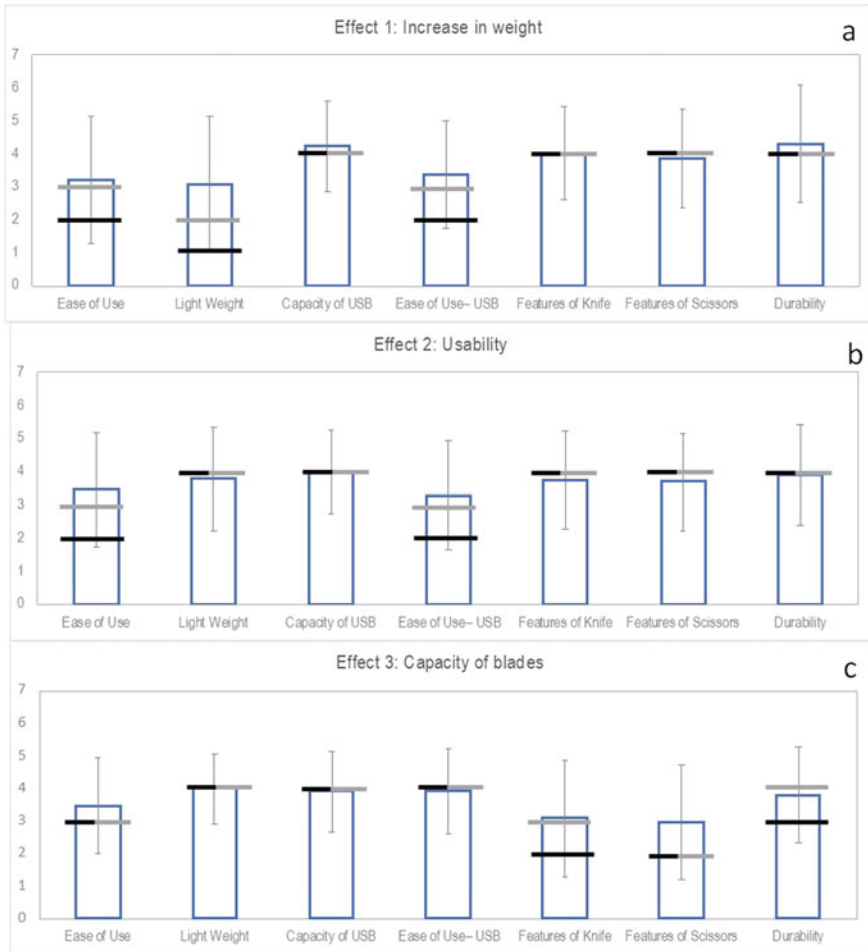 Effect 1: Increase in weight
a
7
6
5
4
3
2
1
0
Ease of Use Light Weight Capacity of USB Ease of Use– USB Features of Knife Features of Scissors Durability
Effect 2: Usability
b
7
6
5
4
3
2
1
0
Ease of Use Light Weight Capacity of USB Ease of Use– USB Features of Knife Features of Scissors Durability
Effect 3: Capacity of blades
c
7
6
5
4
3
2
1
0
Ease of Use Light Weight Capacity of USB Ease of Use– USB Features of Knife Features of Scissors Durability